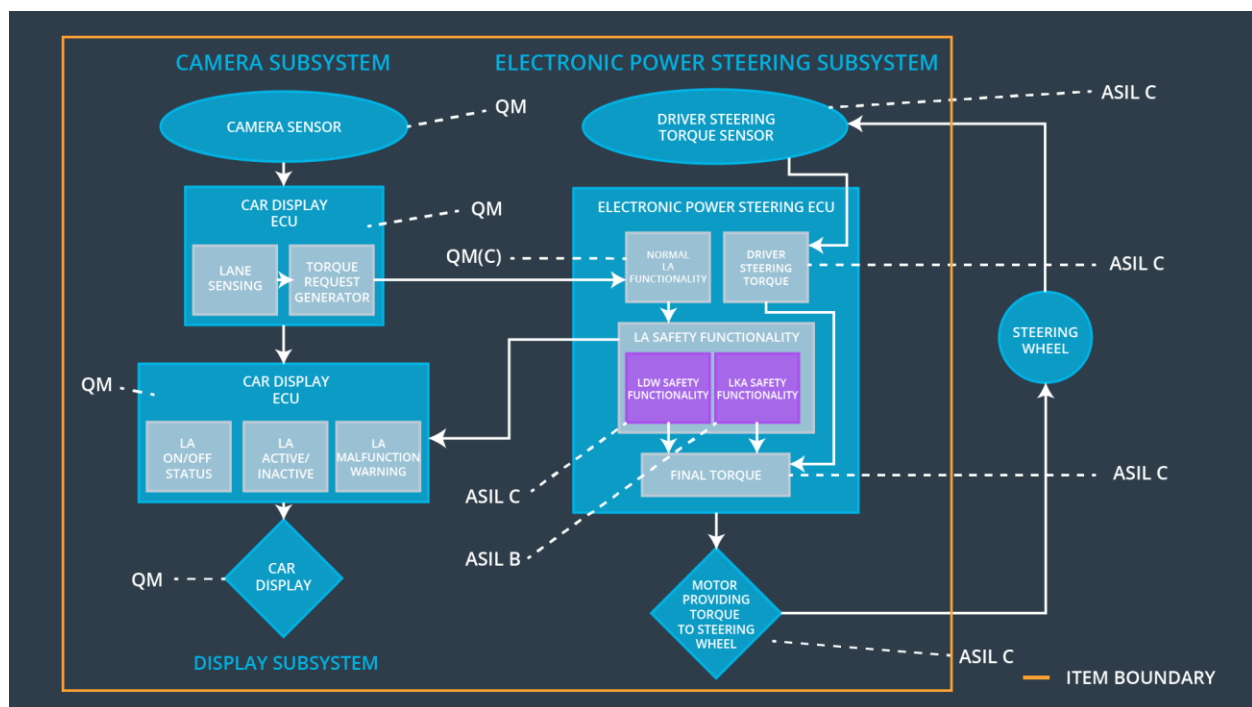 CAMERA SUBSYSTEM
ELECTRONIC POWER STEERING SUBSYSTEM
CAMERA SENSOR
QM
DRIVER STEERING
TORQUE SENSOR
ASIL C
CAR DISPLAY
ECU
LANE
SENSING
TORQUE
REQUEST
GENERATOR
QM
ELECTRONIC POWER STEERING ECU
QM(C)
NORMAL
LA
FUNCTIONALITY
DRIVER
STEERING
TORQUE
ASIL C
LA SAFETY FUNCTIONALITY
LDW SAFETY
FUNCTIONALITY
LKA SAFETY
FUNCTIONALITY
STEERING
WHEEL
QM
CAR DISPLAY
ECU
LA
ON/OFF
STATUS
LA
ACTIVE/
INACTIVE
LA
MALFUNCTION
WARNING
FINAL TORQUE
ASIL C
ASIL C
ASIL B
QM
CAR
DISPLAY
MOTOR
PROVIDING
TORQUE
TO STEERING
WHEEL
ASIL C
DISPLAY SUBSYSTEM
ITEM BOUNDARY